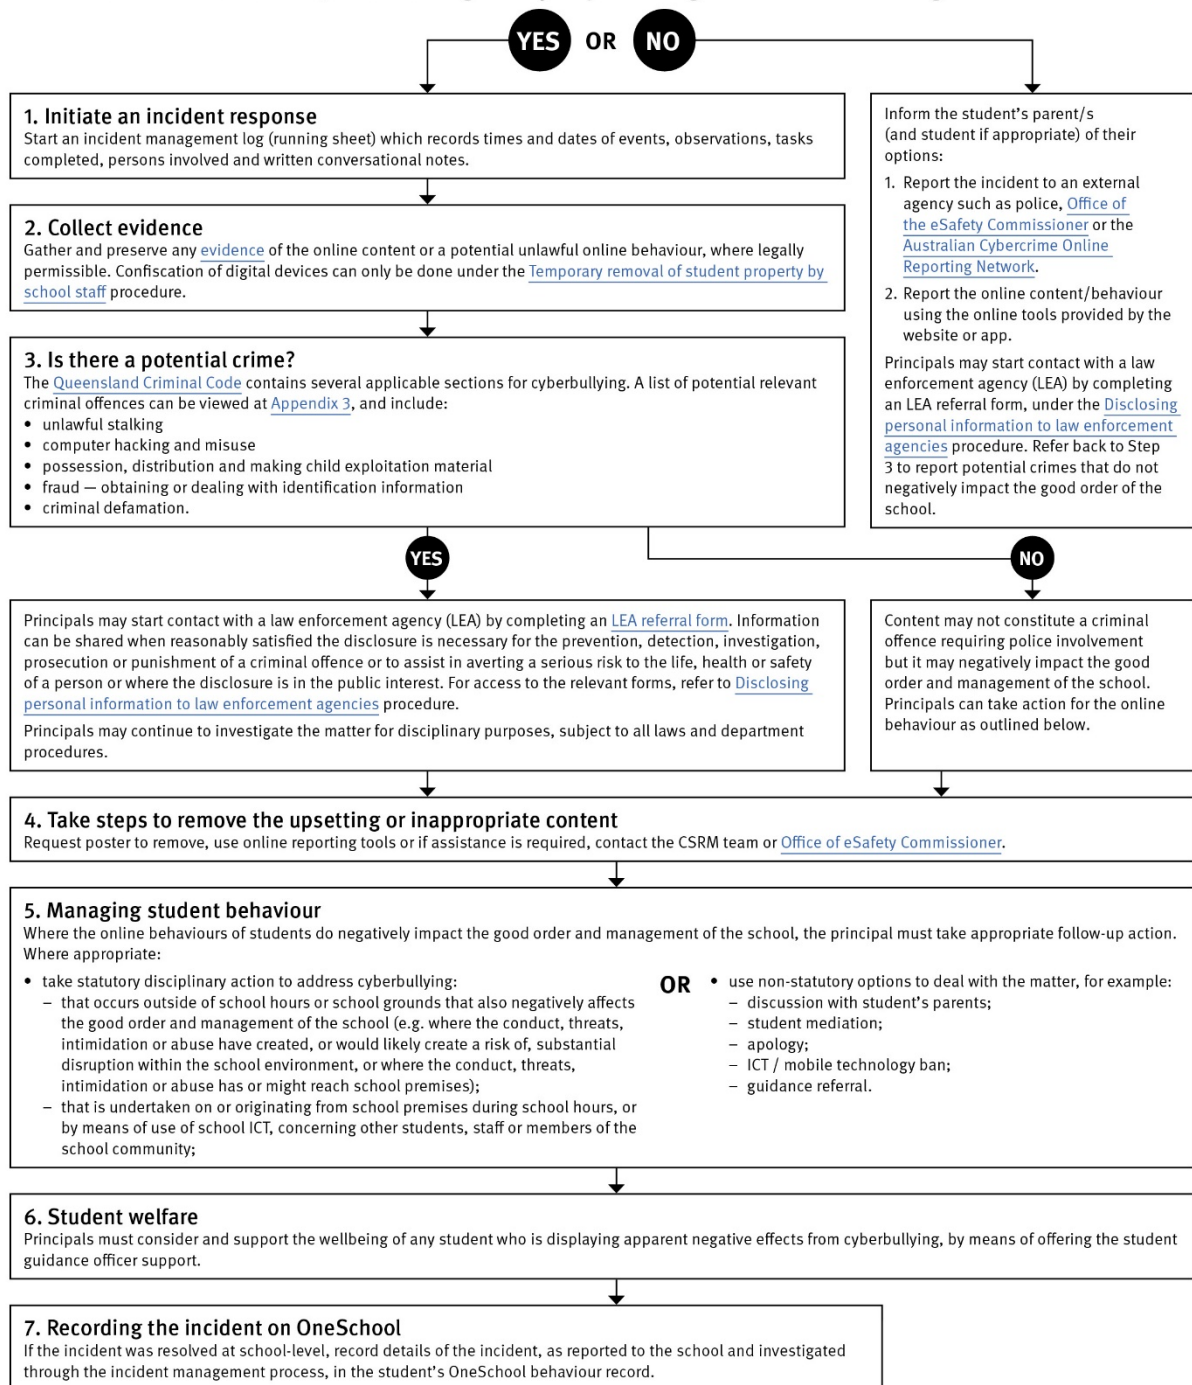 YES OR NO
1. Initiate an incident response
Start an incident management log (running sheet) which records times and dates of events, observations, tasks
completed, persons involved and written conversational notes.
2. Collect evidence
Gather and preserve any evidence of the online content or a potential unlawful online behaviour, where legally
permissible. Confiscation of digital devices can only be done under the Temporary removal of student property by
school staff procedure.
3. Is there a potential crime?
The Queensland Criminal Code contains several applicable sections for cyberbullying. A list of potential relevant
criminal offences can be viewed at Appendix 3, and include:
• unlawful stalking
• computer hacking and misuse
• possession, distribution and making child exploitation material
• fraud — obtaining or dealing with identification information
• criminal defamation.
Inform the student's parent/s
(and student if appropriate) of their
options:
1. Report the incident to an external
agency such as police, Office of
the eSafety Commissioner or the
Australian Cybercrime Online
Reporting Network.
2. Report the online content/behaviour
using the online tools provided by the
website or app.
Principals may start contact with a law
enforcement agency (LEA) by completing
an LEA referral form, under the Disclosing
personal information to law enforcement
agencies procedure. Refer back to Step
3 to report potential crimes that do not
negatively impact the good order of the
school.
YES
NO
Principals may start contact with a law enforcement agency (LEA) by completing an LEA referral form. Information
can be shared when reasonably satisfied the disclosure is necessary for the prevention, detection, investigation,
prosecution or punishment of a criminal offence or to assist in averting a serious risk to the life, health or safety
of a person or where the disclosure is in the public interest. For access to the relevant forms, refer to Disclosing
personal information to law enforcement agencies procedure.
Principals may continue to investigate the matter for disciplinary purposes, subject to all laws and department
procedures.
Content may not constitute a criminal
offence requiring police involvement
but it may negatively impact the good
order and management of the school.
Principals can take action for the online
behaviour as outlined below.
4. Take steps to remove the upsetting or inappropriate content
Request poster to remove, use online reporting tools or if assistance is required, contact the CSRM team or Office of eSafety Commissioner.
5. Managing student behaviour
Where the online behaviours of students do negatively impact the good order and management of the school, the principal must take appropriate follow-up action.
Where appropriate:
• take statutory disciplinary action to address cyberbullying:
– that occurs outside of school hours or school grounds that also negatively affects
the good order and management of the school (e.g. where the conduct, threats,
intimidation or abuse have created, or would likely create a risk of, substantial
disruption within the school environment, or where the conduct, threats,
intimidation or abuse has or might reach school premises);
– that is undertaken on or originating from school premises during school hours, or
by means of use of school ICT, concerning other students, staff or members of the
school community;
OR
• use non-statutory options to deal with the matter, for example:
– discussion with student's parents;
– student mediation;
– apology;
– ICT / mobile technology ban;
– guidance referral.
6. Student welfare
Principals must consider and support the wellbeing of any student who is displaying apparent negative effects from cyberbullying, by means of offering the student
guidance officer support.
7. Recording the incident on OneSchool
If the incident was resolved at school-level, record details of the incident, as reported to the school and investigated
through the incident management process, in the student's OneSchool behaviour record.